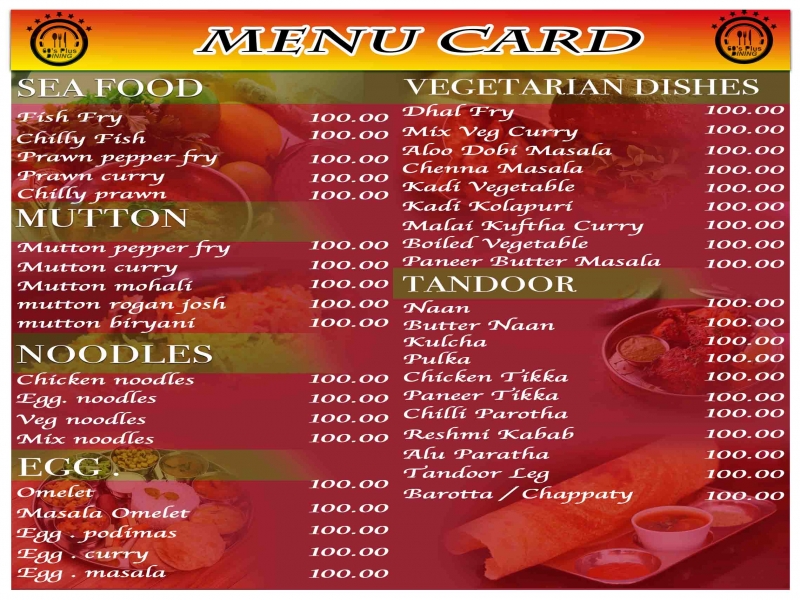 60's Plus
DINING
MENU CARD
60's Plus
DINING
SEA FOOD
Fish Fry 100.00
Chilly Fish 100.00
Prawn pepper fry 100.00
Prawn curry 100.00
Chilly prawn 100.00
MUTTON
Mutton pepper fry 100.00
Mutton curry 100.00
Mutton mohali 100.00
mutton rogan josh 100.00
mutton biryani 100.00
NOODLES
Chicken noodles 100.00
Egg. noodles 100.00
Veg noodles 100.00
Mix noodles 100.00
EGG .
Omelet 100.00
Masala Omelet 100.00
Egg . podimas 100.00
Egg . curry 100.00
Egg . masala 100.00
VEGETARIAN DISHES
Dhal Fry 100.00
Mix Veg Curry 100.00
Aloo Dobi Masala 100.00
Chenna Masala 100.00
Kadi Vegetable 100.00
Kadi Kolapuri 100.00
Malai Kuftha Curry 100.00
Boiled Vegetable 100.00
Paneer Butter Masala 100.00
TANDOOR
Naan 100.00
Butter Naan 100.00
Kulcha 100.00
Pulka 100.00
Chicken Tikka 100.00
Paneer Tikka 100.00
Chilli Parotha 100.00
Reshmi Kabab 100.00
Alu Paratha 100.00
Tandoor Leg 100.00
Barotta / Chappaty 100.00